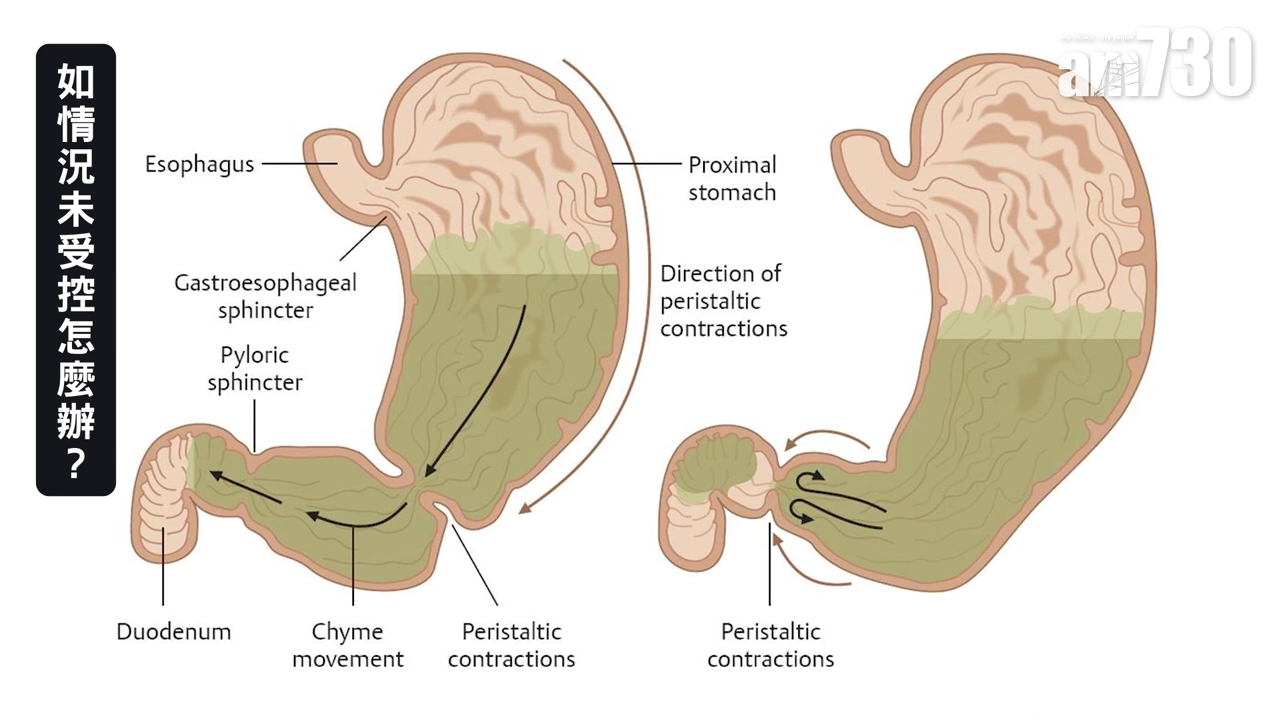 如情況未受控怎麼辦？
am730
Esophagus
Proximal
stomach
Gastroesophageal
sphincter
Direction of
peristaltic
contractions
Pyloric
sphincter
Duodenum
Chyme
movement
Peristaltic
contractions
Peristaltic
contractions